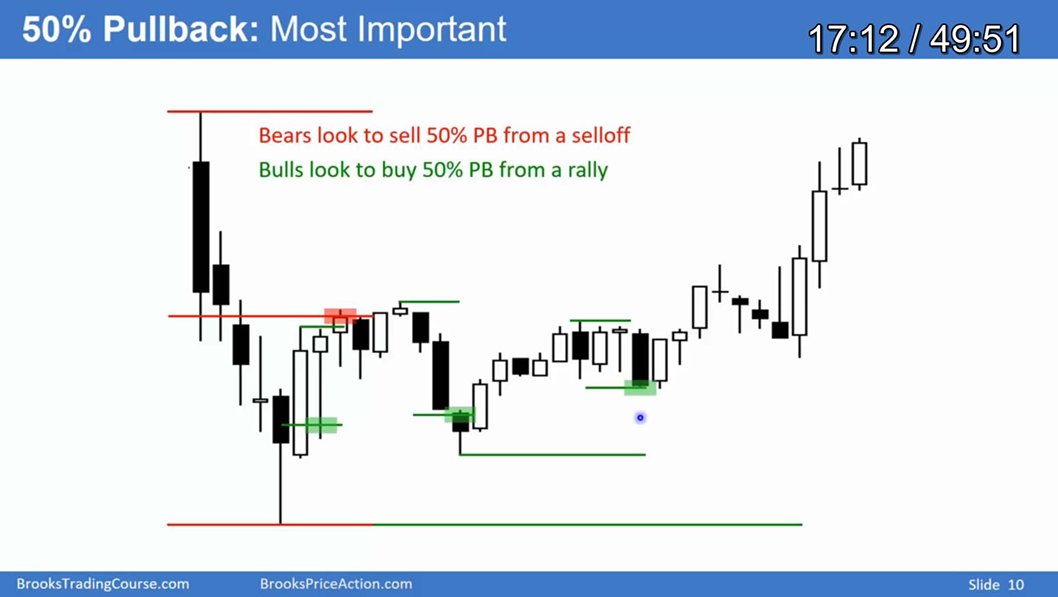 50% Pullback: Most Important
17:12 / 49:51
Bears look to sell 50% PB from a selloff
Bulls look to buy 50% PB from a rally
BrooksTradingCourse.com
BrooksPriceAction.com
Slide 10